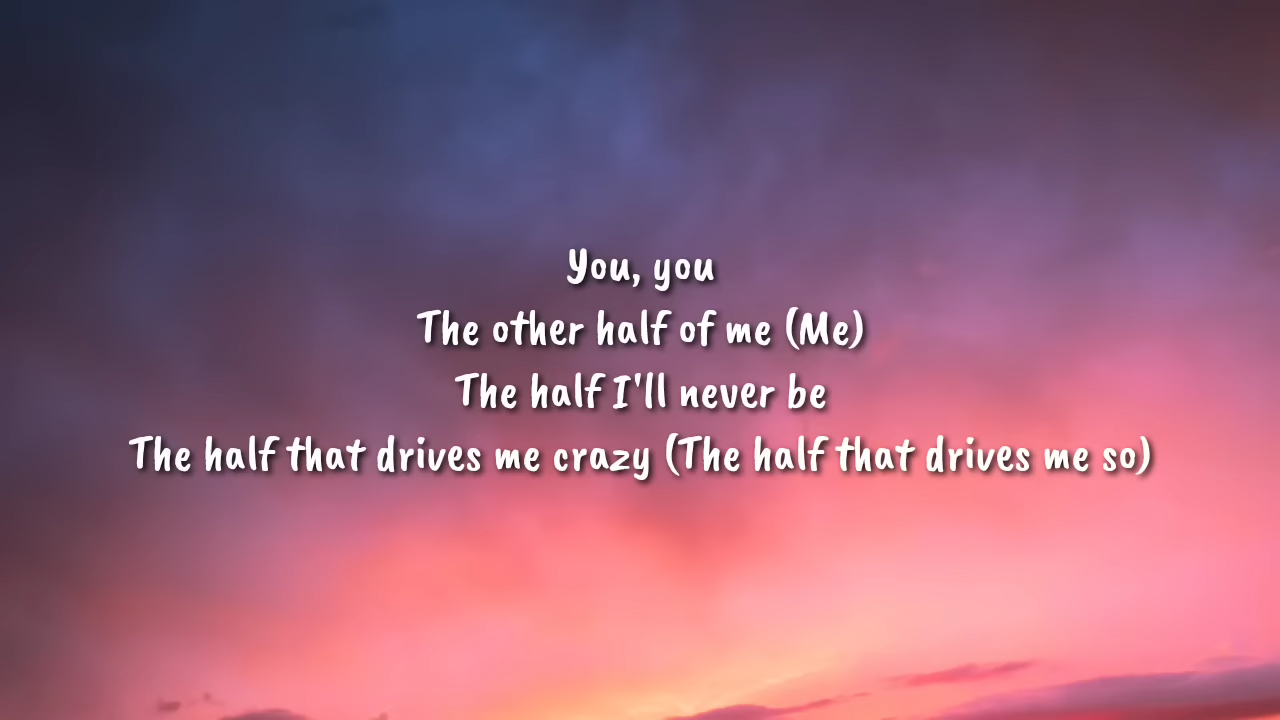 You, you
The other half of me (Me)
The half I'll never be
The half that drives me crazy (The half that drives me so)